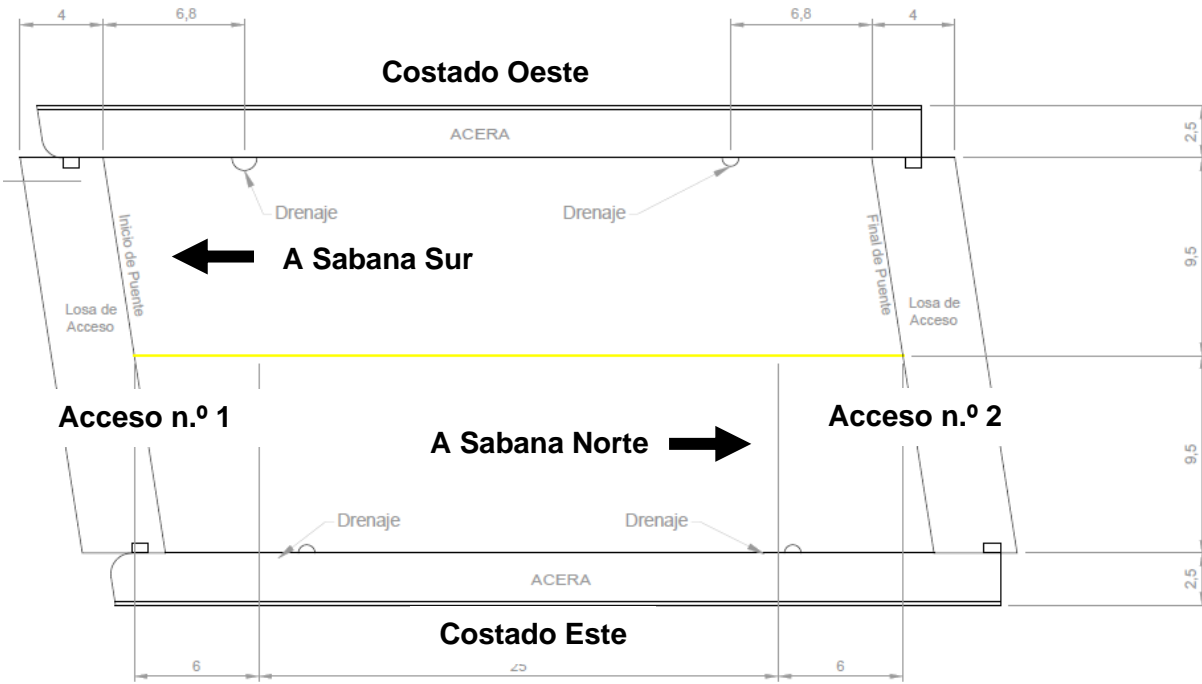 4
6,8
6,8
4
Costado Oeste
ACERA
2,5
Drenaje
Drenaje
Inicio de Puente
Final de Puente
A Sabana Sur
9,5
Losa de
Acceso
Losa de
Acceso
Acceso n.º 1
Acceso n.º 2
A Sabana Norte
9,5
Drenaje
Drenaje
ACERA
2,5
Costado Este
6
25
6